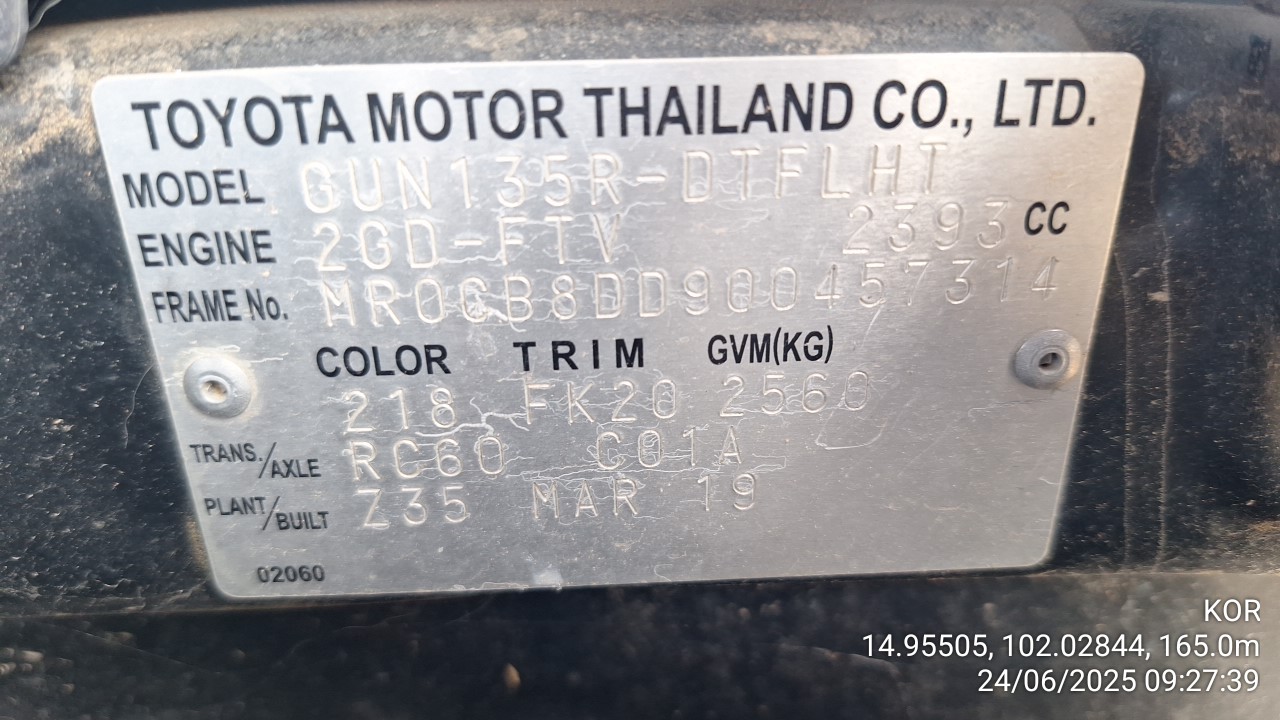 TOYOTA MOTOR THAILAND CO., LTD.
MODEL GUN135R-DTFLHT
ENGINE 2GD-FTV 2393 CC
FRAME No. MR0CB8DD900457314
COLOR TRIM GVM(KG)
218 FK20 2560
TRANS./AXLE RC60 C01A
PLANT/BUILT Z35 MAR 19
02060
KOR
14.95505, 102.02844, 165.0m
24/06/2025 09:27:39